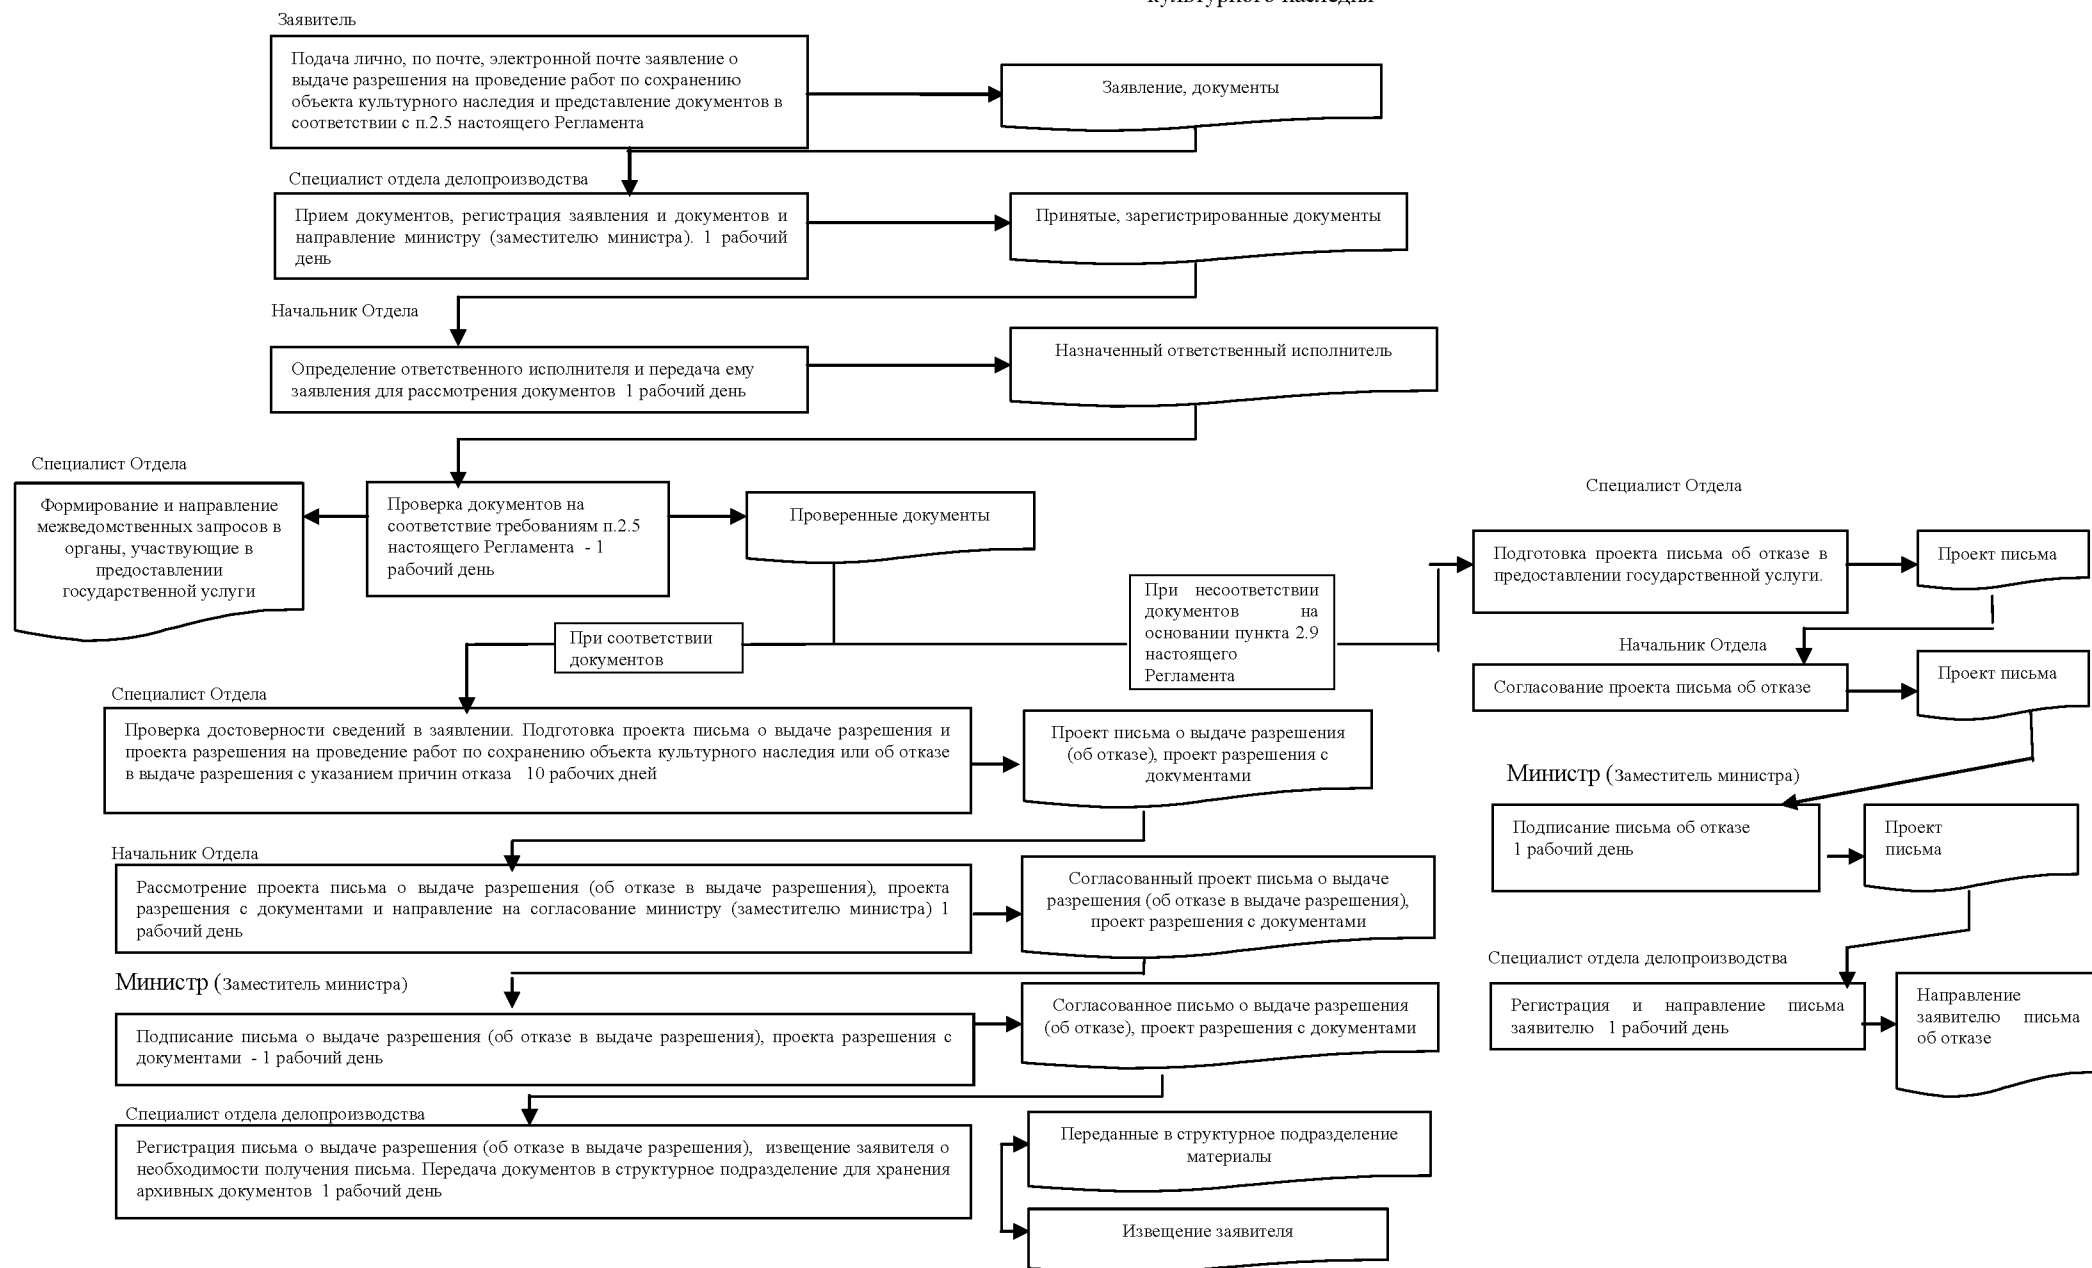 культурного наследия
Заявитель
Подача лично, по почте, электронной почте заявление о
выдаче разрешения на проведение работ по сохранению
объекта культурного наследия и представление документов в
соответствии с п.2.5 настоящего Регламента
Заявление, документы
Специалист отдела делопроизводства
Прием документов, регистрация заявления и документов и
направление министру (заместителю министра). 1 рабочий
день
Принятые, зарегистрированные документы
Начальник Отдела
Определение ответственного исполнителя и передача ему
заявления для рассмотрения документов 1 рабочий день
Назначенный ответственный исполнитель
Специалист Отдела
Формирование и направление
межведомственных запросов в
органы, участвующие в
предоставлении
государственной услуги
Проверка документов на
соответствие требованиям п.2.5
настоящего Регламента - 1
рабочий день
Проверенные документы
При соответствии
документов
При несоответствии
документов на
основании пункта 2.9
настоящего
Регламента
Специалист Отдела
Подготовка проекта письма об отказе в
предоставлении государственной услуги.
Проект письма
Начальник Отдела
Согласование проекта письма об отказе
Проект письма
Министр (Заместитель министра)
Подписание письма об отказе
1 рабочий день
Проект
письма
Специалист отдела делопроизводства
Регистрация и направление письма
заявителю 1 рабочий день
Направление
заявителю письма
об отказе
Специалист Отдела
Проверка достоверности сведений в заявлении. Подготовка проекта письма о выдаче разрешения и
проекта разрешения на проведение работ по сохранению объекта культурного наследия или об отказе
в выдаче разрешения с указанием причин отказа 10 рабочих дней
Проект письма о выдаче разрешения
(об отказе), проект разрешения с
документами
Начальник Отдела
Рассмотрение проекта письма о выдаче разрешения (об отказе в выдаче разрешения), проекта
разрешения с документами и направление на согласование министру (заместителю министра) 1
рабочий день
Согласованный проект письма о выдаче
разрешения (об отказе в выдаче разрешения),
проект разрешения с документами
Министр (Заместитель министра)
Подписание письма о выдаче разрешения (об отказе в выдаче разрешения), проекта разрешения с
документами - 1 рабочий день
Согласованное письмо о выдаче разрешения
(об отказе), проект разрешения с документами
Специалист отдела делопроизводства
Регистрация письма о выдаче разрешения (об отказе в выдаче разрешения), извещение заявителя о
необходимости получения письма. Передача документов в структурное подразделение для хранения
архивных документов 1 рабочий день
Переданные в структурное подразделение
материалы
Извещение заявителя